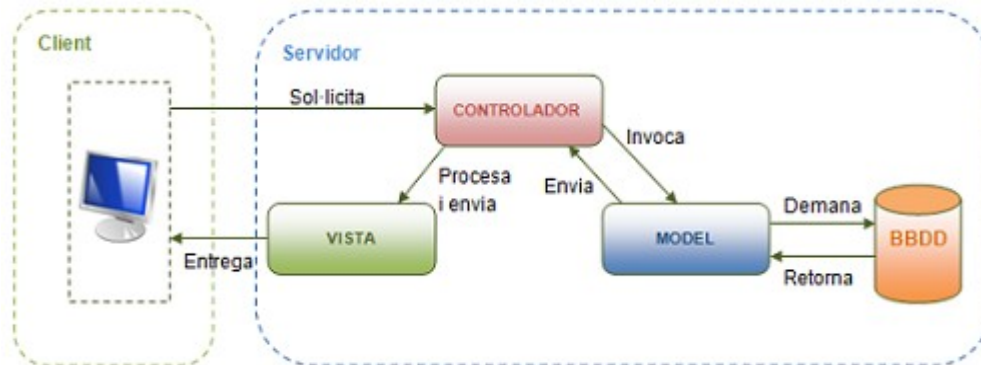 Client
Servidor
Sol·licita
CONTROLADOR
Invoca
Procesa
i envia
Envia
Demana
VISTA
MODEL
BBDD
Entrega
Retorna